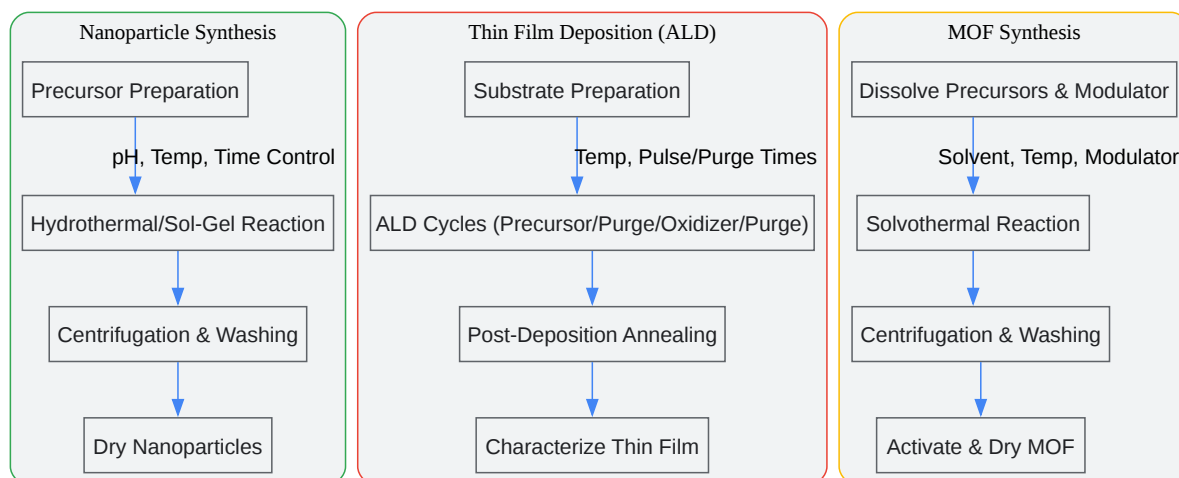 Nanoparticle Synthesis
Precursor Preparation
pH, Temp, Time Control
Hydrothermal/Sol-Gel Reaction
Centrifugation & Washing
Dry Nanoparticles
Thin Film Deposition (ALD)
Substrate Preparation
Temp, Pulse/Purge Times
ALD Cycles (Precursor/Purge/Oxidizer/Purge)
Post-Deposition Annealing
Characterize Thin Film
MOF Synthesis
Dissolve Precursors & Modulator
Solvent, Temp, Modulator
Solvothermal Reaction
Centrifugation & Washing
Activate & Dry MOF